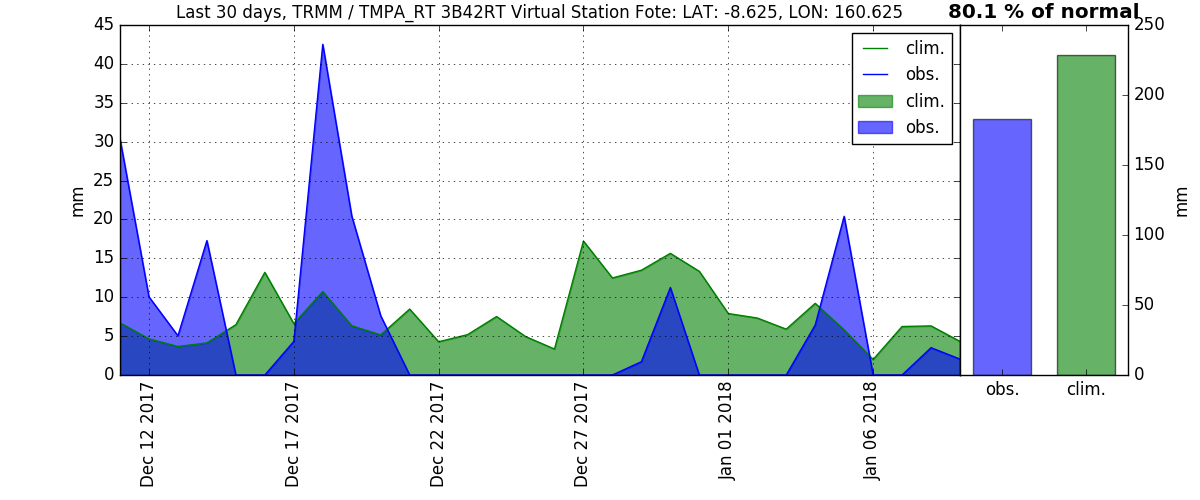 Last 30 days, TRMM / TMPA_RT 3B42RT Virtual Station Fote: LAT: -8.625, LON: 160.625
80.1 % of normal
45
40
35
30
25
20
15
10
5
0
mm
clim.
obs.
clim.
obs.
Dec 12 2017
Dec 17 2017
Dec 22 2017
Dec 27 2017
Jan 01 2018
Jan 06 2018
250
200
150
100
50
0
mm
obs.
clim.